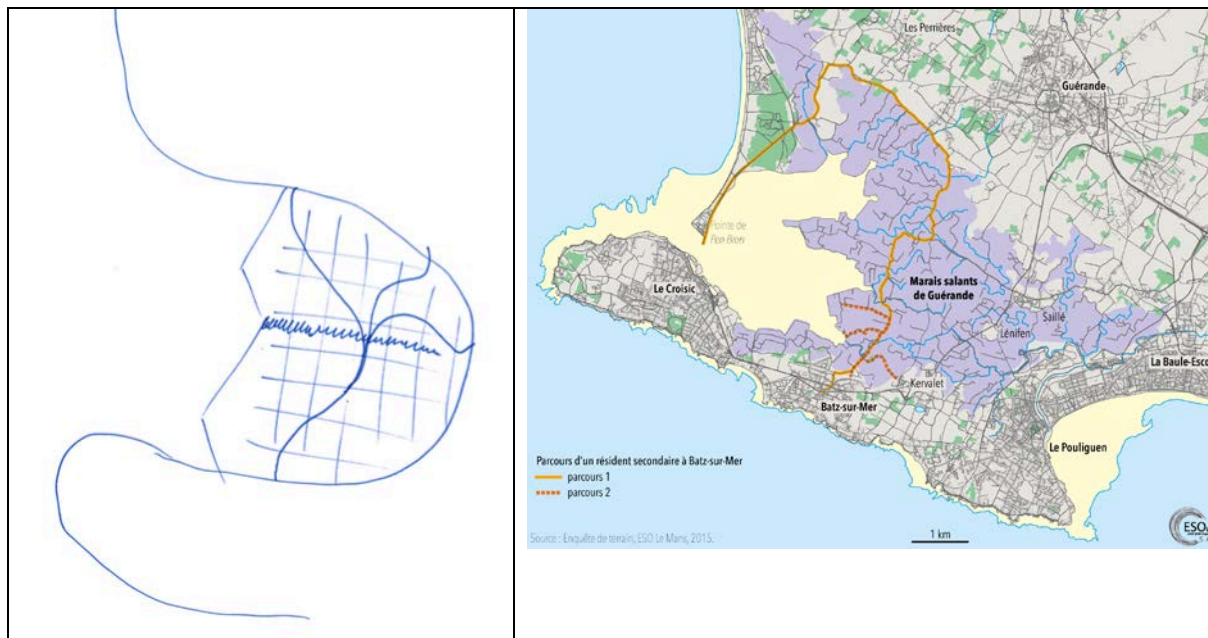 Les Perrières
Guérande
Pointe de
Pen Bron
Le Croisic
Marais salants
de Guérande
Saillé
Lénifen
La Baule-Esco
Kervalet
Batz-sur-Mer
Le Pouliguen
Parcours d'un résident secondaire à Batz-sur-Mer
parcours 1
parcours 2
Source : Enquête de terrain, ESO Le Mans, 2015.
1 km
ESO